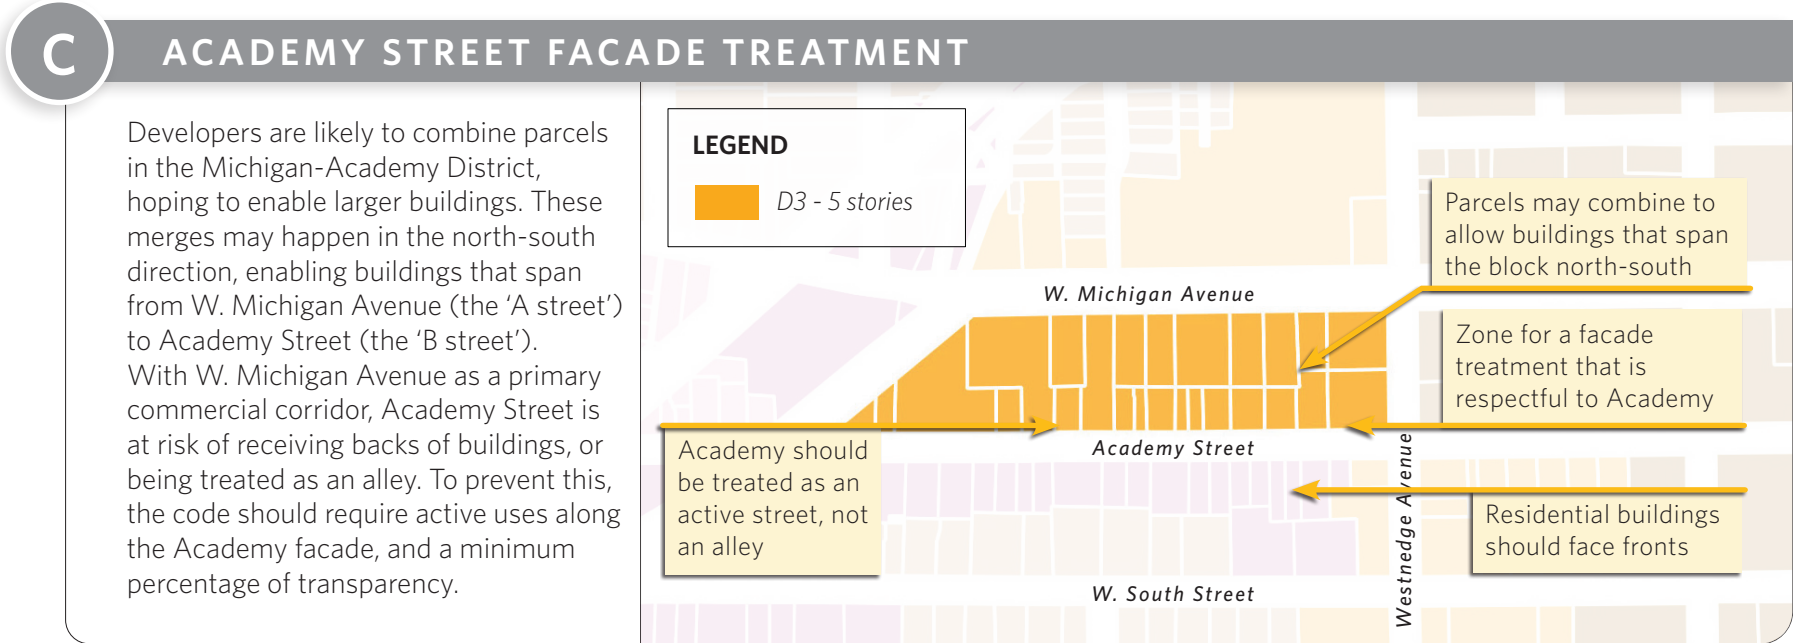 C
ACADEMY STREET FACADE TREATMENT
Developers are likely to combine parcels
in the Michigan-Academy District,
hoping to enable larger buildings. These
merges may happen in the north-south
direction, enabling buildings that span
from W. Michigan Avenue (the ‘A street’)
to Academy Street (the ‘B street’).
With W. Michigan Avenue as a primary
commercial corridor, Academy Street is
at risk of receiving backs of buildings, or
being treated as an alley. To prevent this,
the code should require active uses along
the Academy facade, and a minimum
percentage of transparency.
LEGEND
D3 - 5 stories
Parcels may combine to
allow buildings that span
the block north-south
W. Michigan Avenue
Zone for a facade
treatment that is
respectful to Academy
Academy should
be treated as an
active street, not
an alley
Academy Street
Westnedge Avenue
Residential buildings
should face fronts
W. South Street